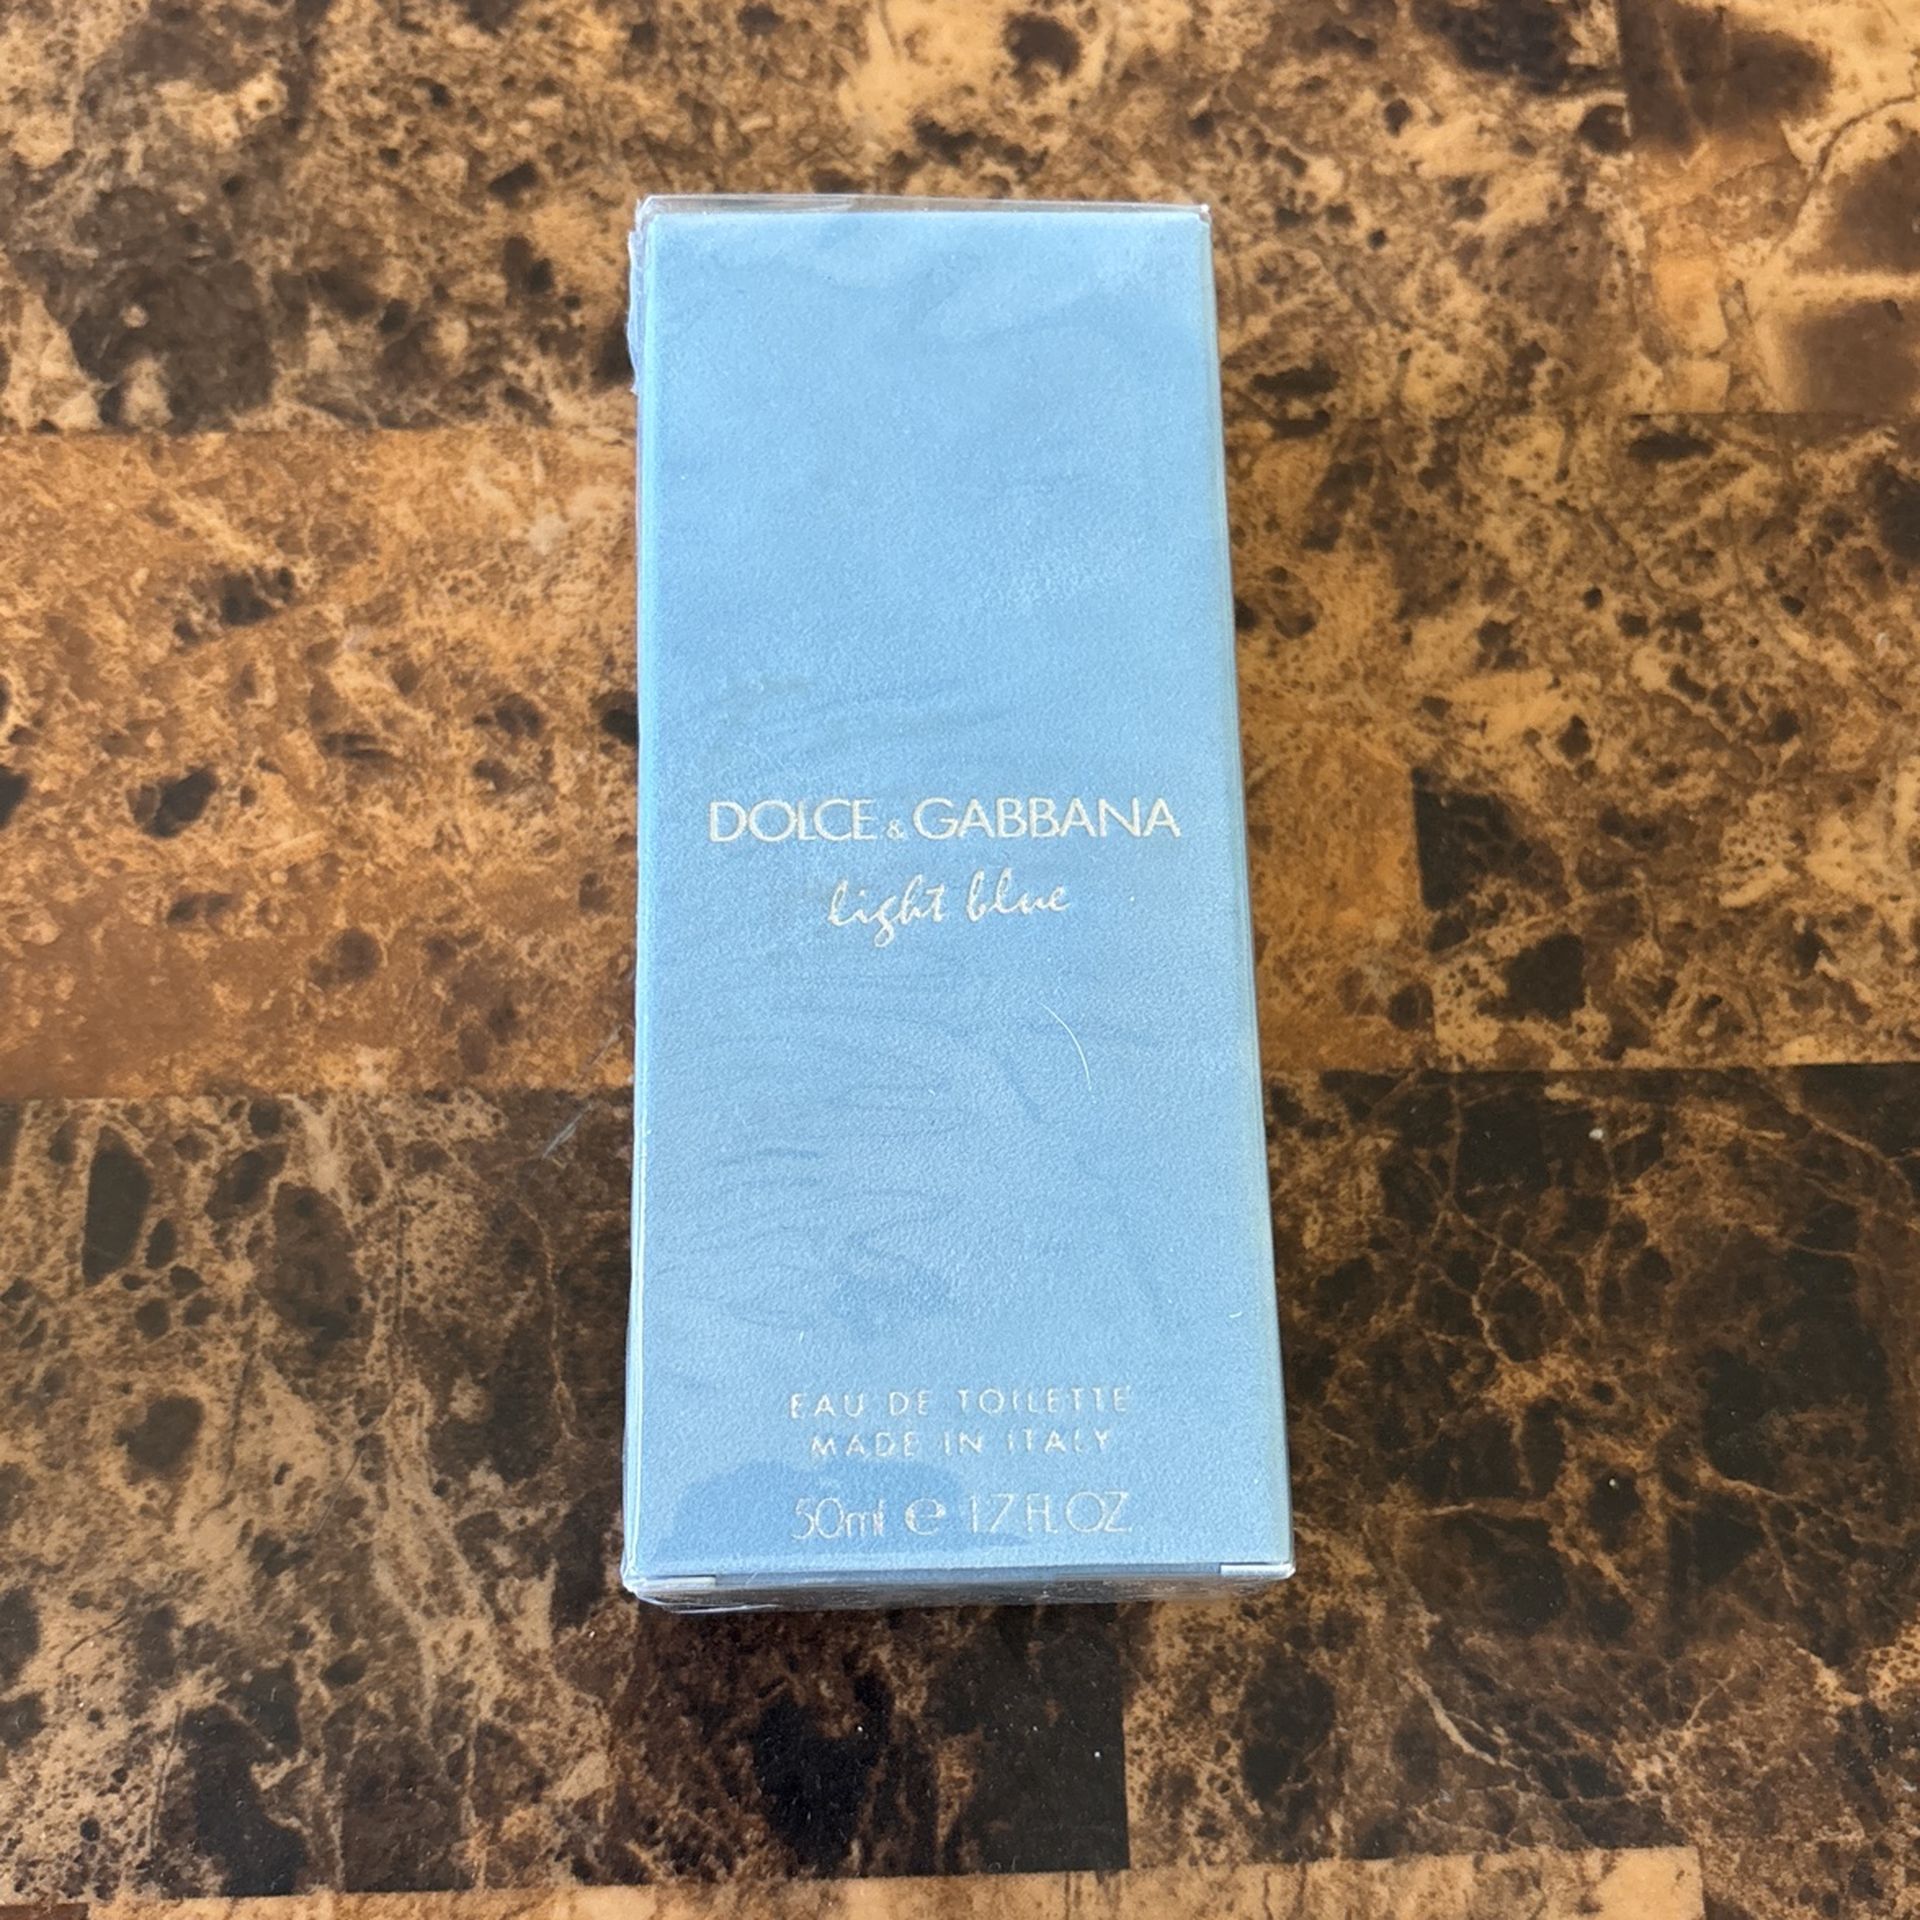 DOLCE & GABBANA
light blue
EAU DE TOILETTE
MADE IN ITALY
50ml e 1.7 FL. OZ.